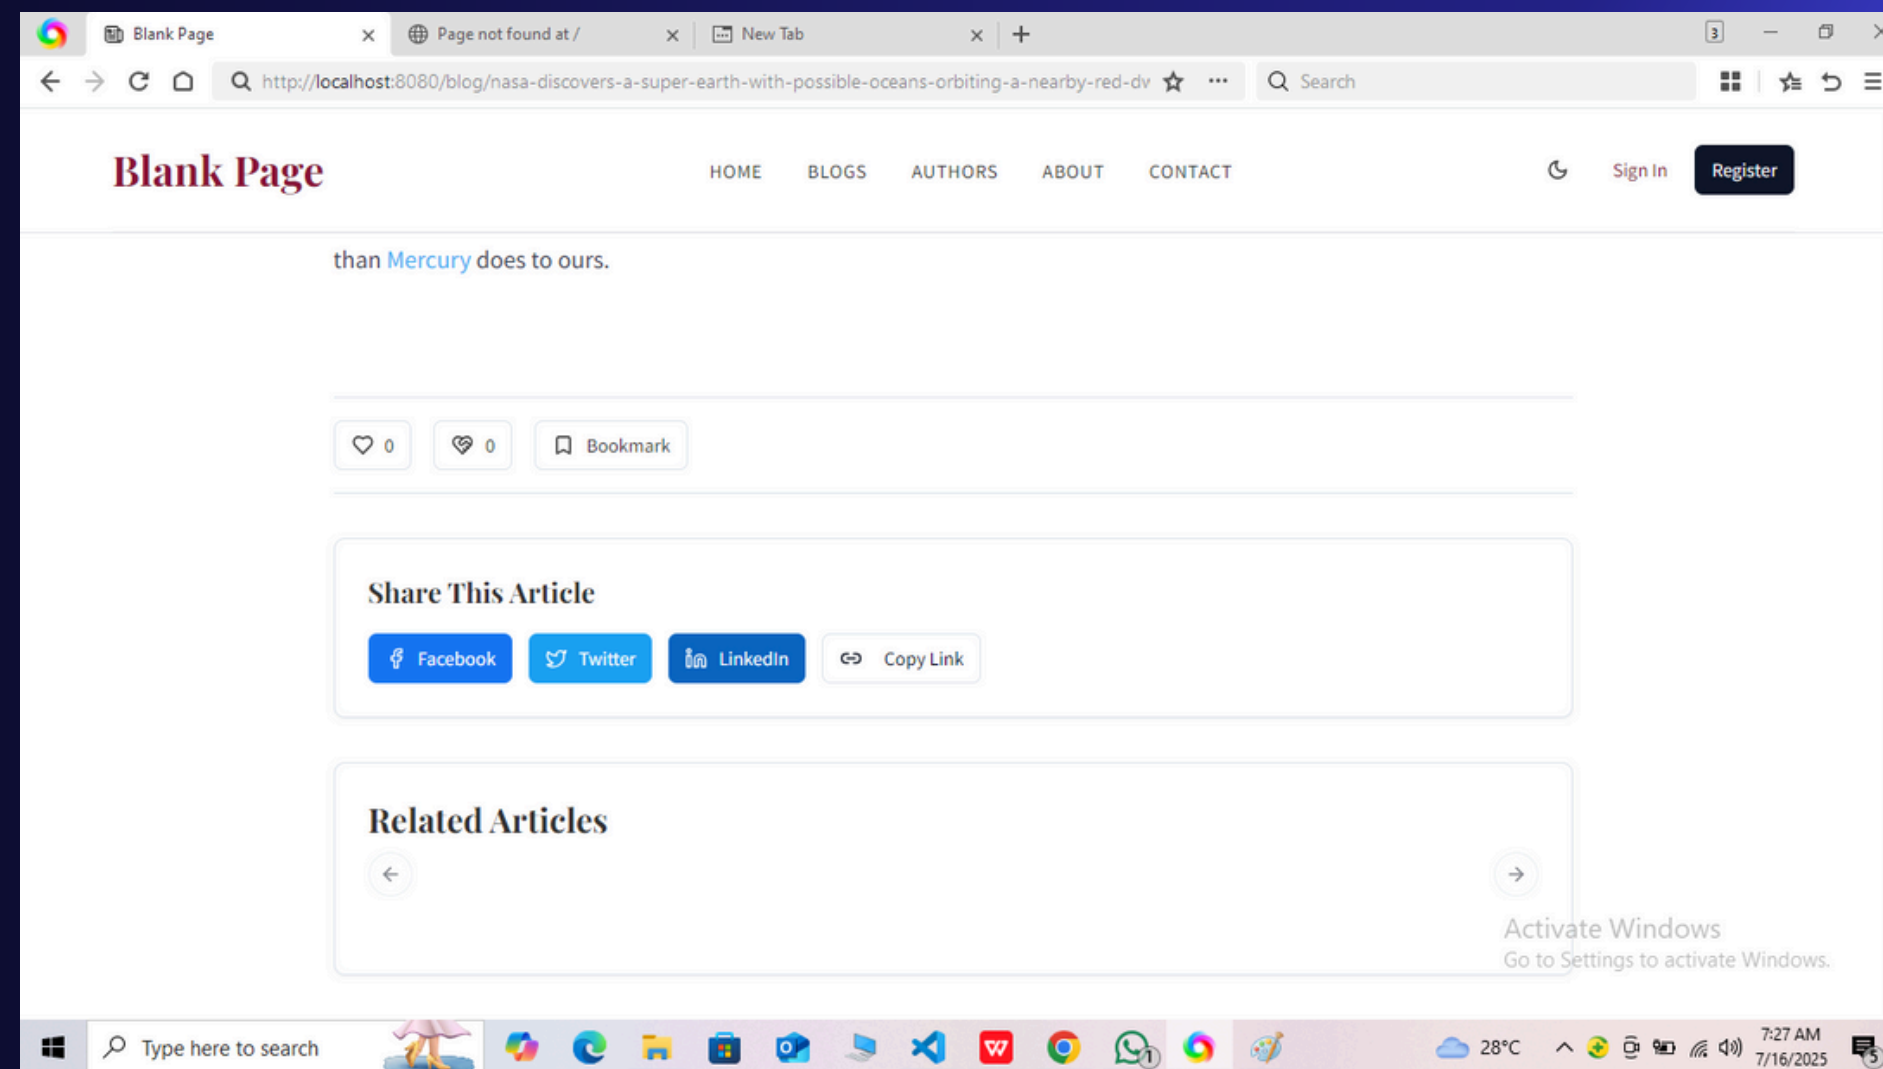 Blank Page
Page not found at /
New Tab
3
http://localhost:8080/blog/nasa-discovers-a-super-earth-with-possible-oceans-orbiting-a-nearby-red-dv
Search
Blank Page
HOME BLOGS AUTHORS ABOUT CONTACT
Sign In
Register
than Mercury does to ours.
0
0
Bookmark
Share This Article
Facebook
Twitter
LinkedIn
Copy Link
Related Articles
Activate Windows
Go to Settings to activate Windows.
Type here to search
W
1
28°C
7:27 AM
7/16/2025
5